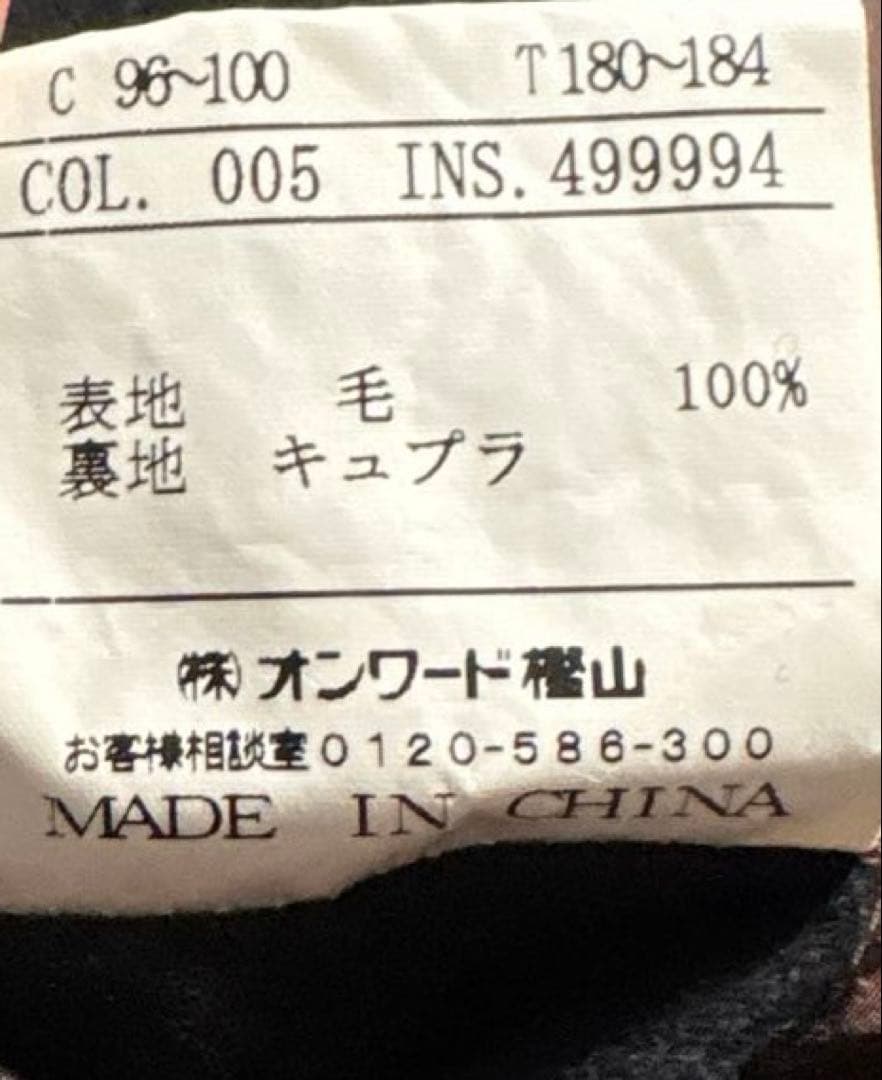 C 96~100 T 180~184
COL. 005 INS. 499994
表地 毛 100%
裏地 キュプラ
㈱オンワード樫山
お客様相談室0120-586-300
MADE IN CHINA